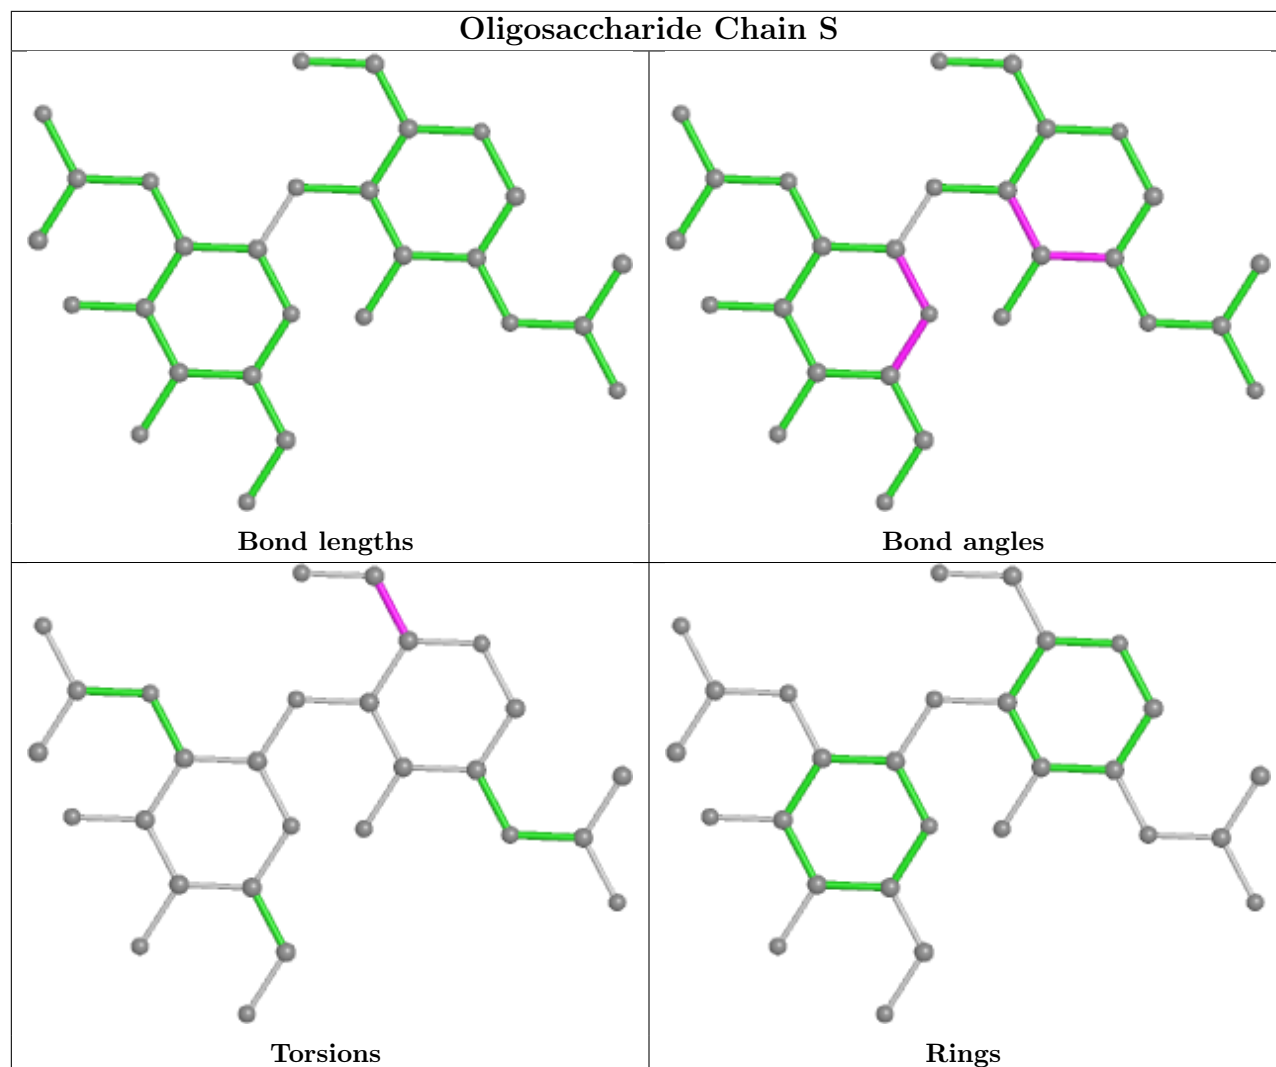 Oligosaccharide Chain S
Bond lengths
Bond angles
Torsions
Rings